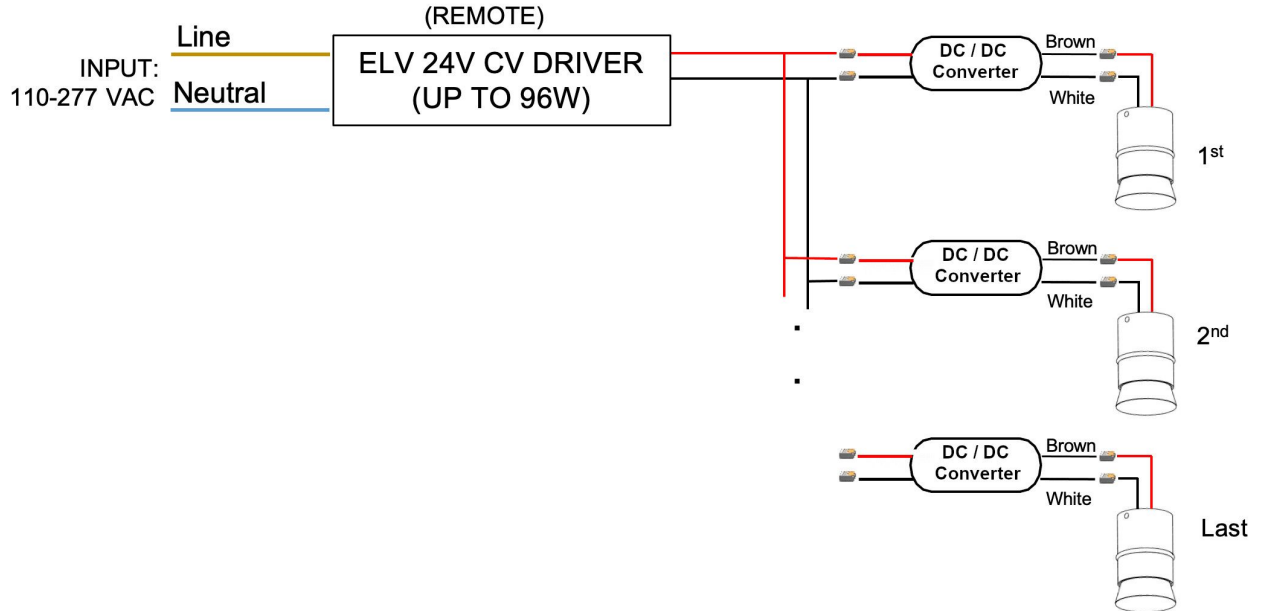 (REMOTE)
Line
INPUT:
110-277 VAC
Neutral
ELV 24V CV DRIVER
(UP TO 96W)
DC / DC
Converter
Brown
White
1st
DC / DC
Converter
Brown
White
2nd
DC / DC
Converter
Brown
White
Last